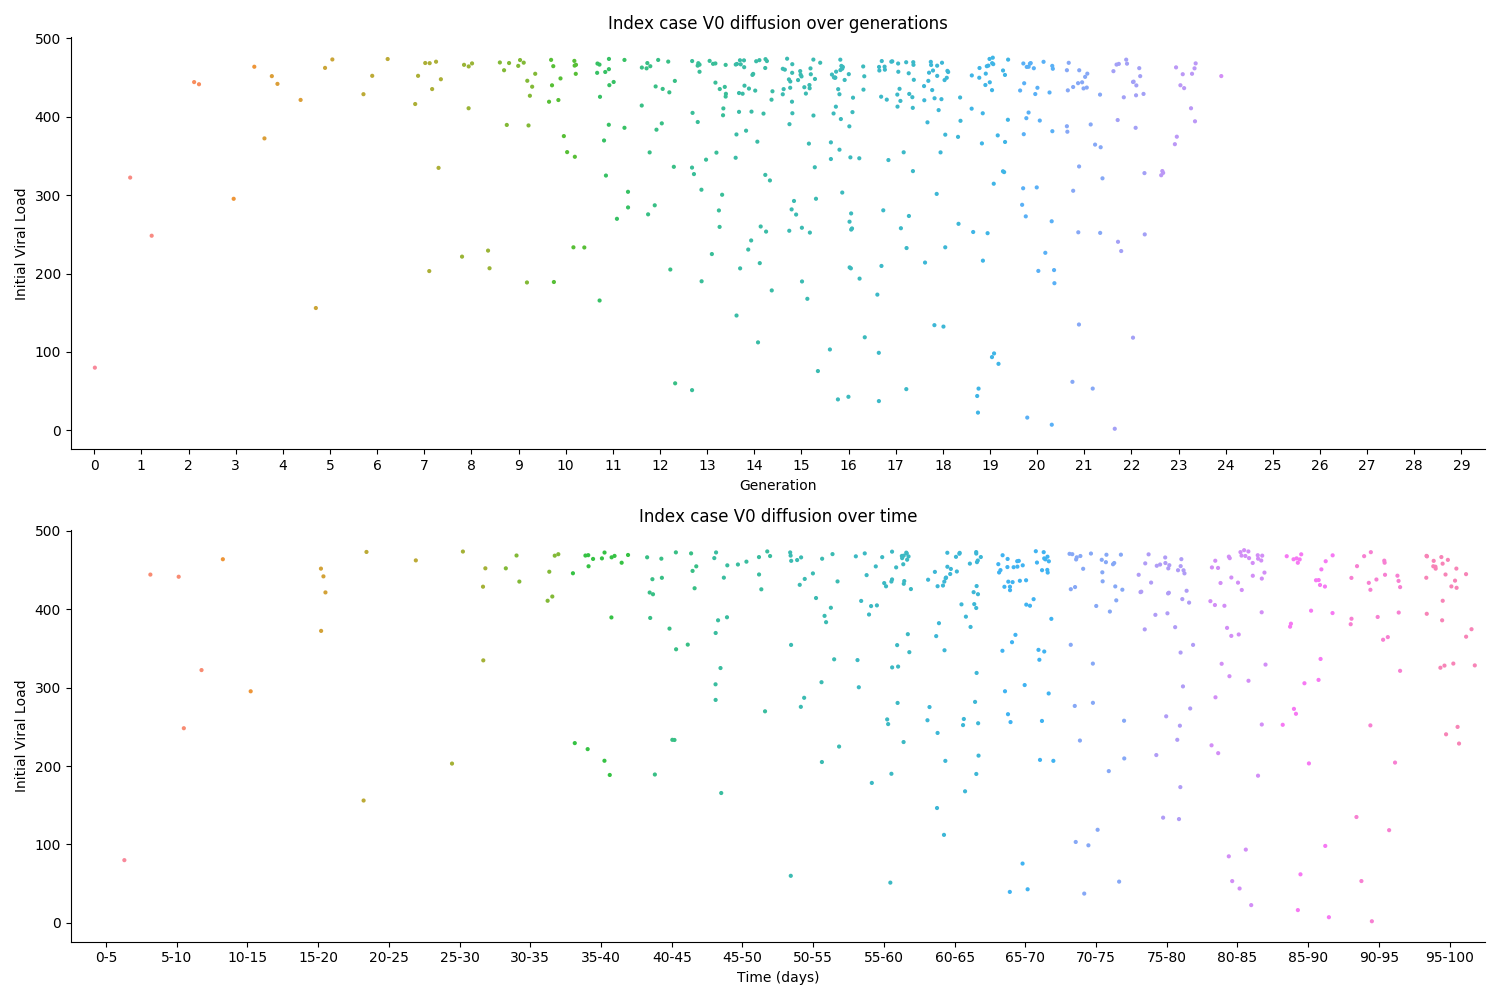 Index case V0 diffusion over generations
500
400
300
200
100
0
Initial Viral Load
0 1 2 3 4 5 6 7 8 9 10 11 12 13 14 15 16 17 18 19 20 21 22 23 24 25 26 27 28 29
Generation
Index case V0 diffusion over time
500
400
300
200
100
0
Initial Viral Load
0-5 5-10 10-15 15-20 20-25 25-30 30-35 35-40 40-45 45-50 50-55 55-60 60-65 65-70 70-75 75-80 80-85 85-90 90-95 95-100
Time (days)